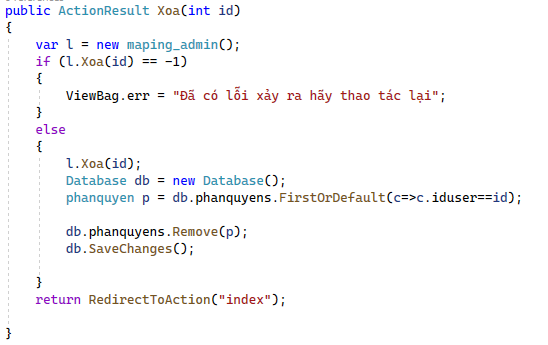 public ActionResult Xoa(int id)
{
    var l = new maping_admin();
    if (l.Xoa(id) == -1)
    {
        ViewBag.err = "Đã có lỗi xảy ra hãy thao tác lại";
    }
    else
    {
        l.Xoa(id);
        Database db = new Database();
        phanquyen p = db.phanquyens.FirstOrDefault(c=>c.iduser==id);
        db.phanquyens.Remove(p);
        db.SaveChanges();
    }
    return RedirectToAction("index");
}